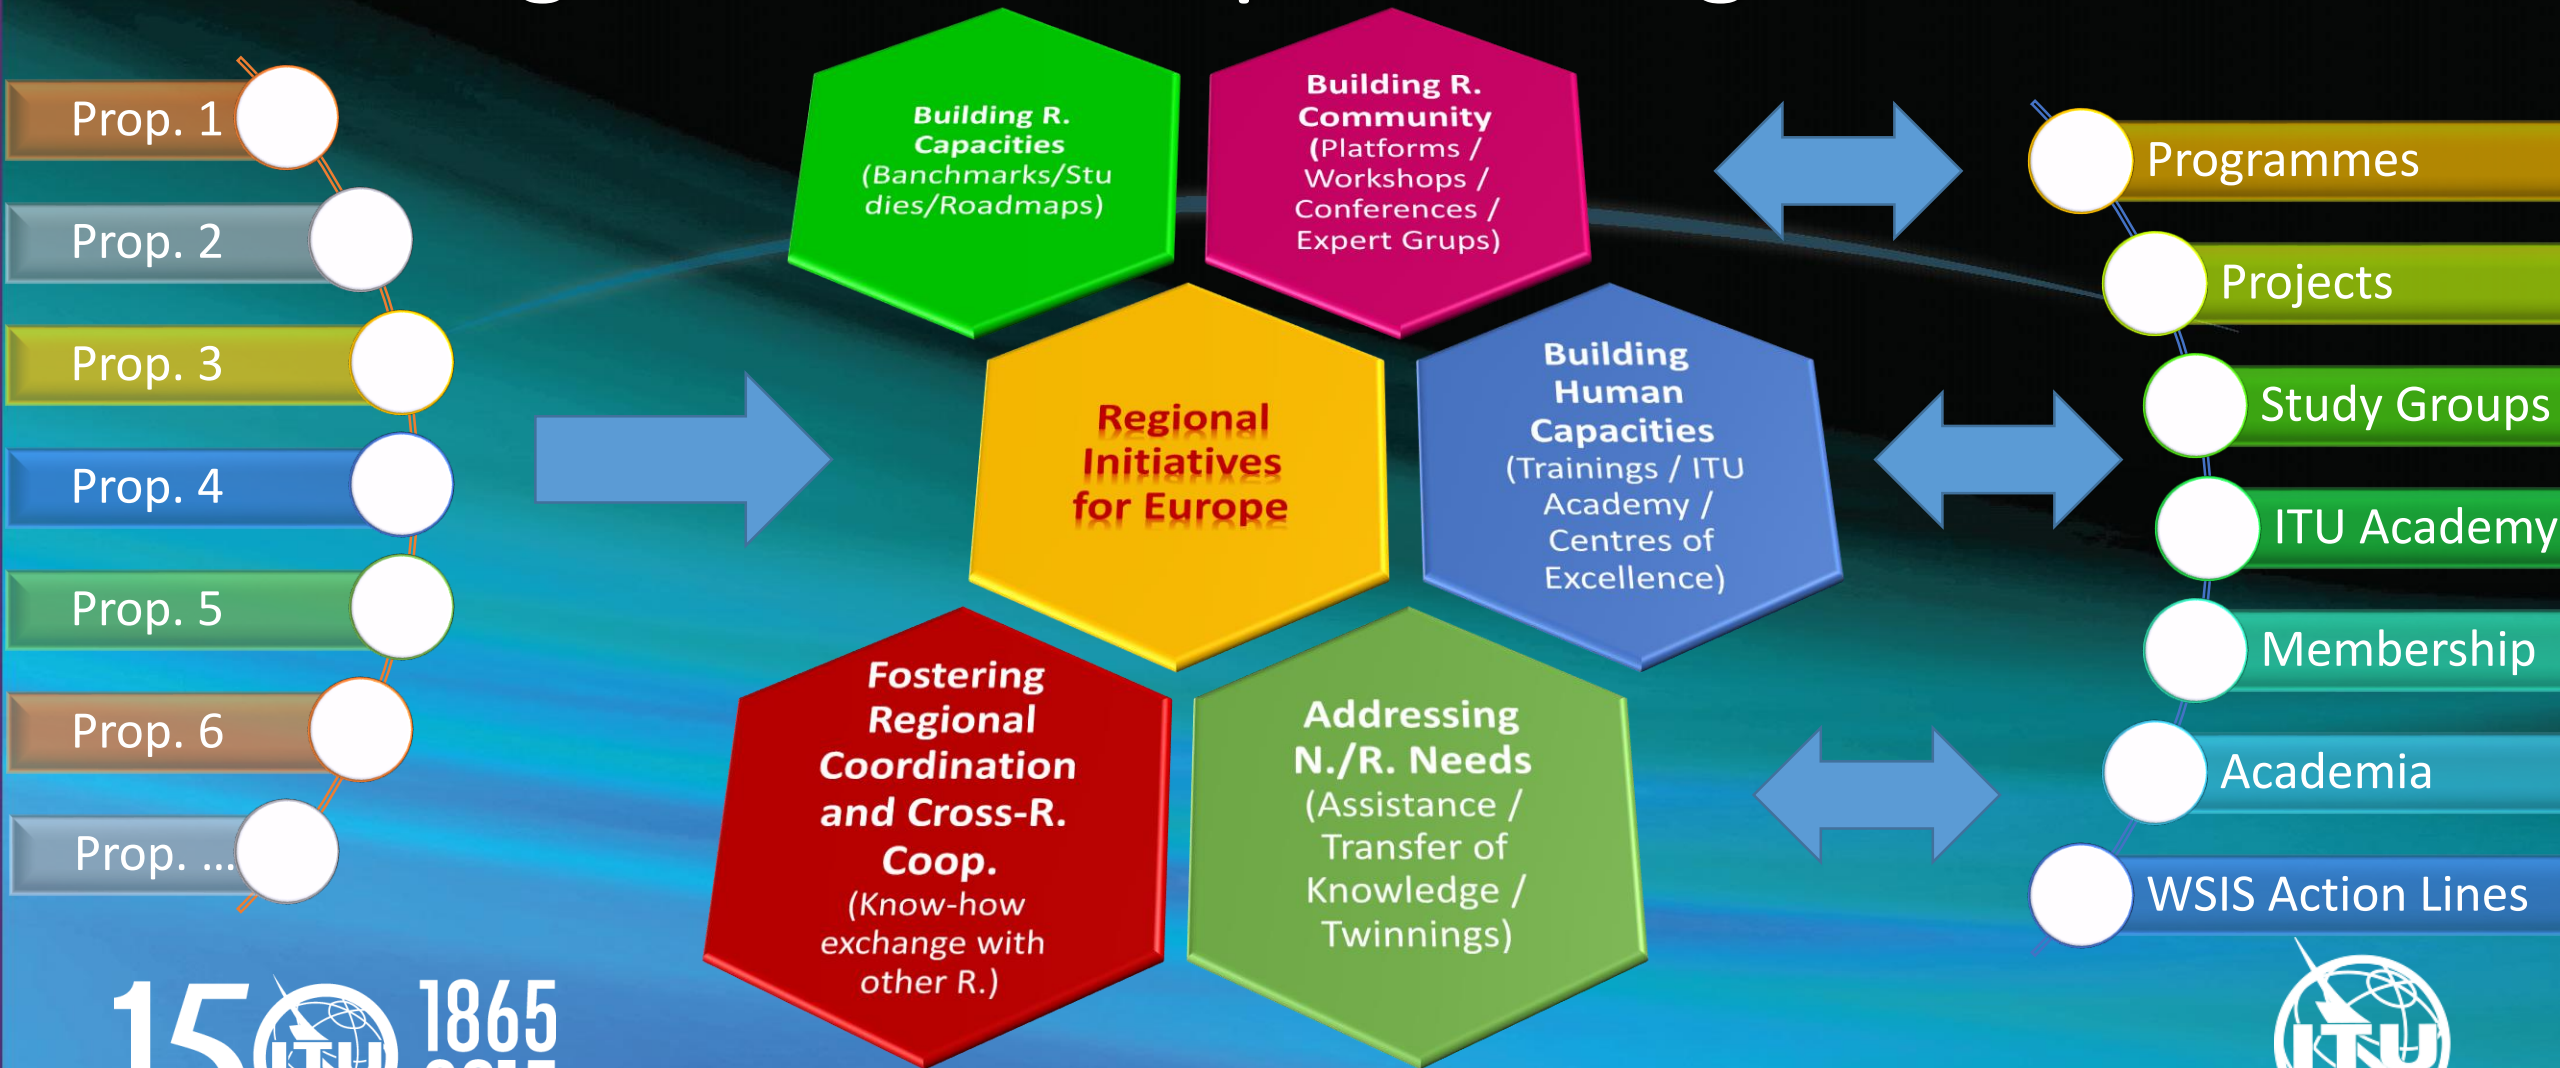 Prop. 1
Prop. 2
Prop. 3
Prop. 4
Prop. 5
Prop. 6
Prop. ...
Building R.
Capacities
(Banchmarks/Stu
dies/Roadmaps)
Building R.
Community
(Platforms /
Workshops /
Conferences /
Expert Grups)
Regional
Initiatives
for Europe
Building
Human
Capacities
(Trainings / ITU
Academy /
Centres of
Excellence)
Fostering
Regional
Coordination
and Cross-R.
Coop.
(Know-how
exchange with
other R.)
Addressing
N./R. Needs
(Assistance /
Transfer of
Knowledge /
Twinnings)
Programmes
Projects
Study Groups
ITU Academy
Membership
Academia
WSIS Action Lines
150
ITU
1865
ITU